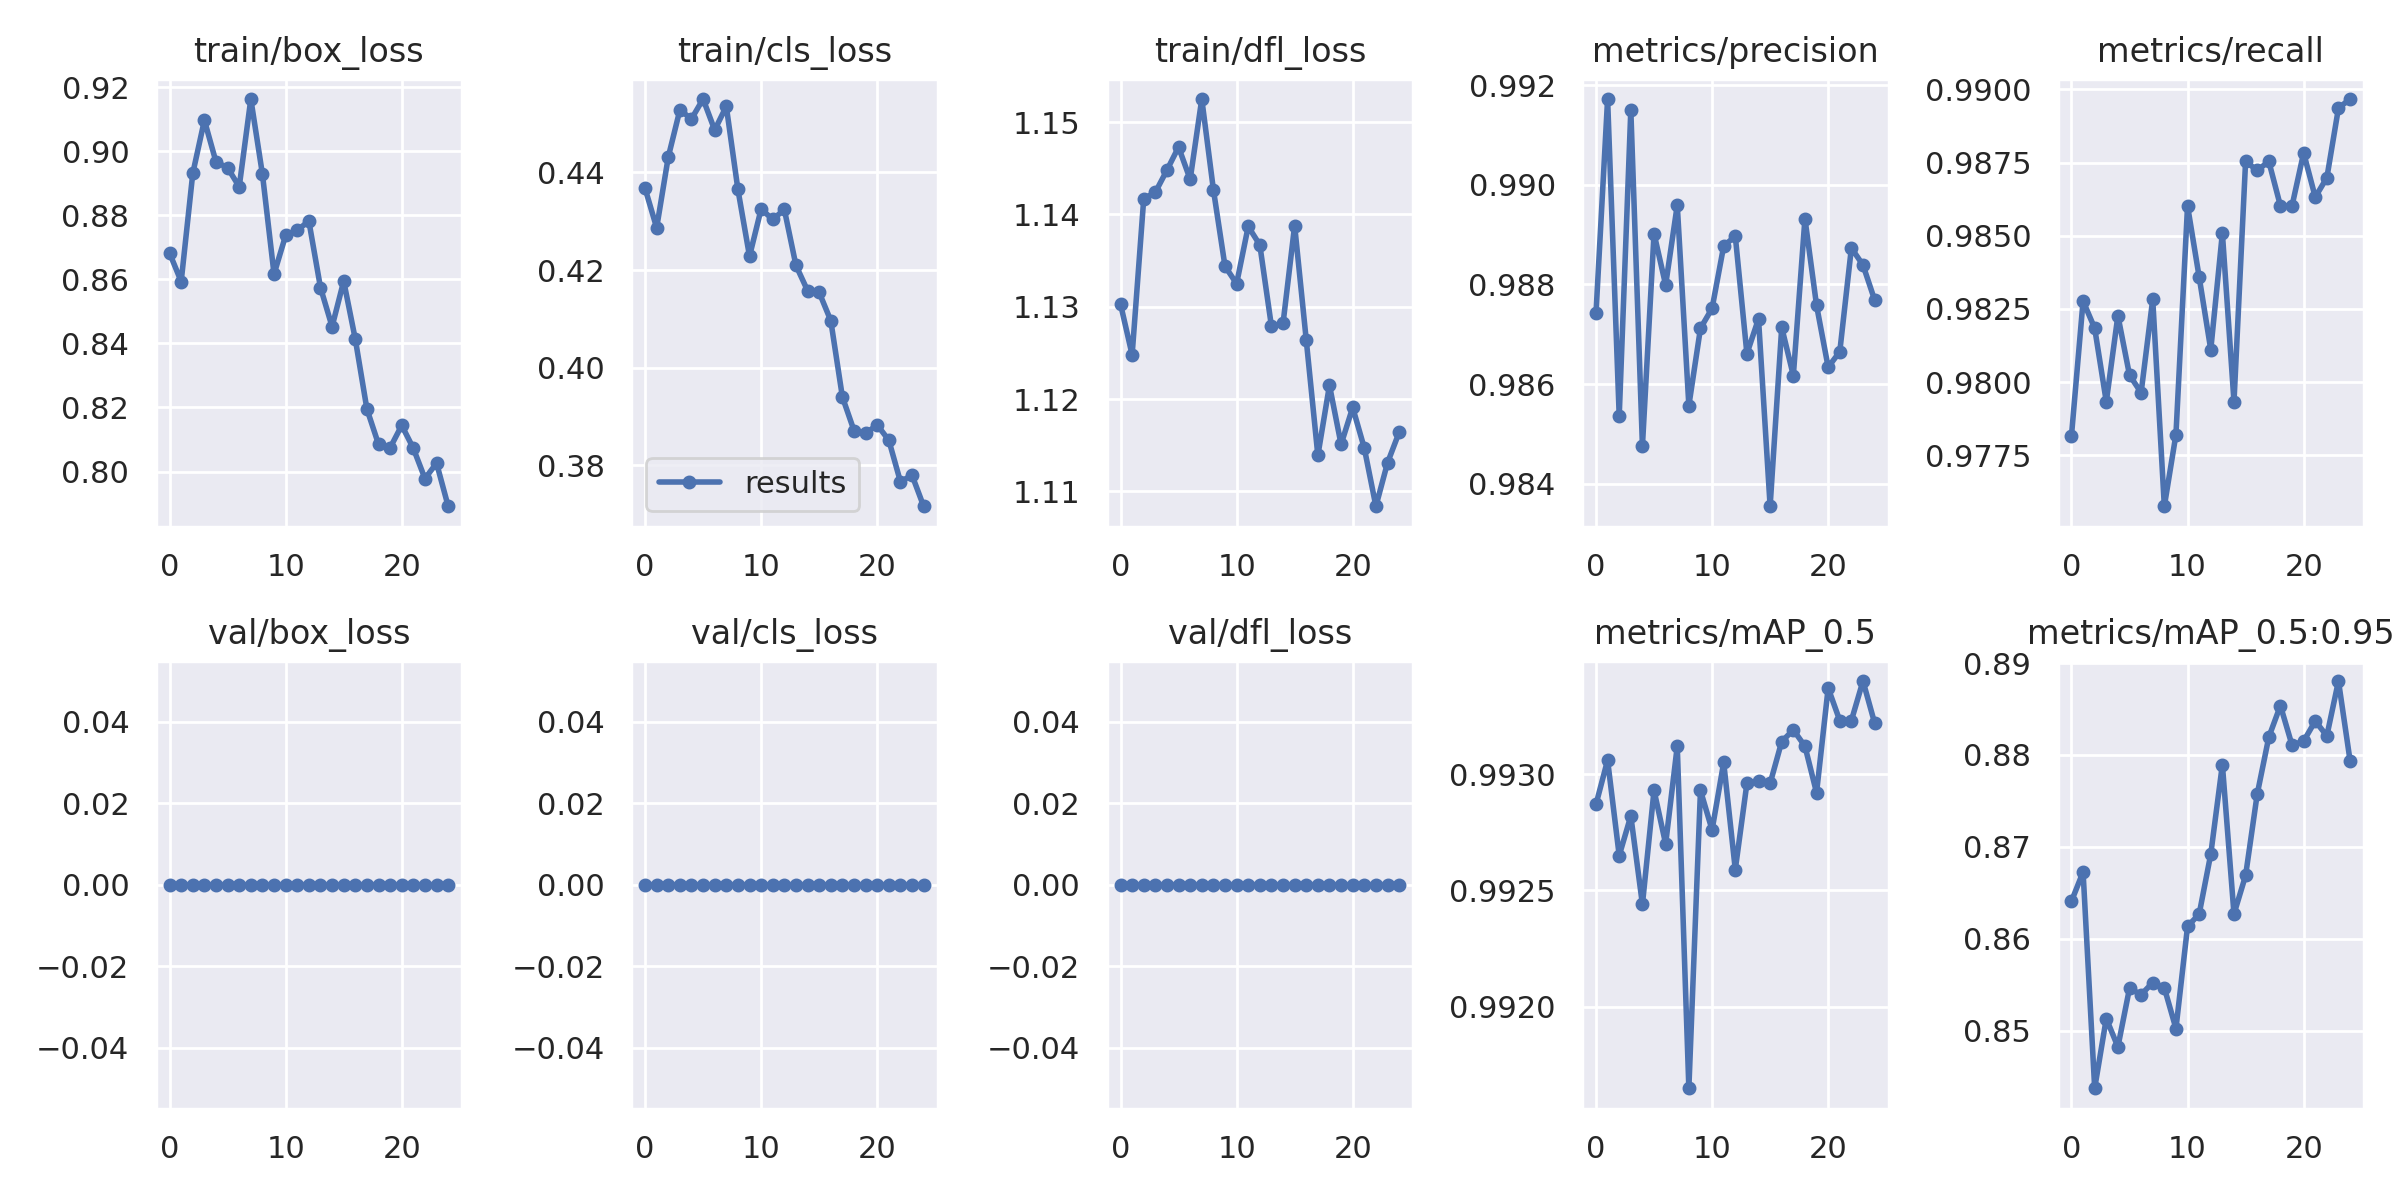 train/box_loss
0.92
0.90
0.88
0.86
0.84
0.82
0.80
0 10 20
train/cls_loss
0.44
0.42
0.40
0.38
results
0 10 20
train/dfl_loss
1.15
1.14
1.13
1.12
1.11
0 10 20
metrics/precision
0.992
0.990
0.988
0.986
0.984
0 10 20
metrics/recall
0.9900
0.9875
0.9850
0.9825
0.9800
0.9775
0 10 20
val/box_loss
0.04
0.02
0.00
−0.02
−0.04
0 10 20
val/cls_loss
0.04
0.02
0.00
−0.02
−0.04
0 10 20
val/dfl_loss
0.04
0.02
0.00
−0.02
−0.04
0 10 20
metrics/mAP_0.5
0.9930
0.9925
0.9920
0 10 20
metrics/mAP_0.5:0.95
0.89
0.88
0.87
0.86
0.85
0 10 20